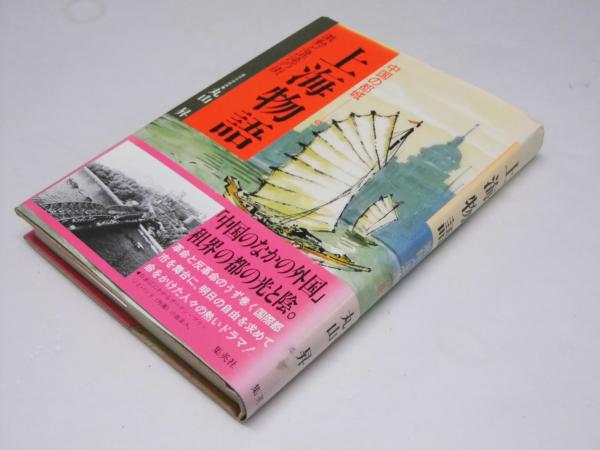 中国の都城
上海物語
丸山 昇
「中国のなかの外国」
租界の都の光と陰。
革命と反革命のうず巻く国際都
市を舞台に、明日の自由を求めて
命をかけた人々の熱いドラマ!
集英社
上海物語
丸山 昇
集英